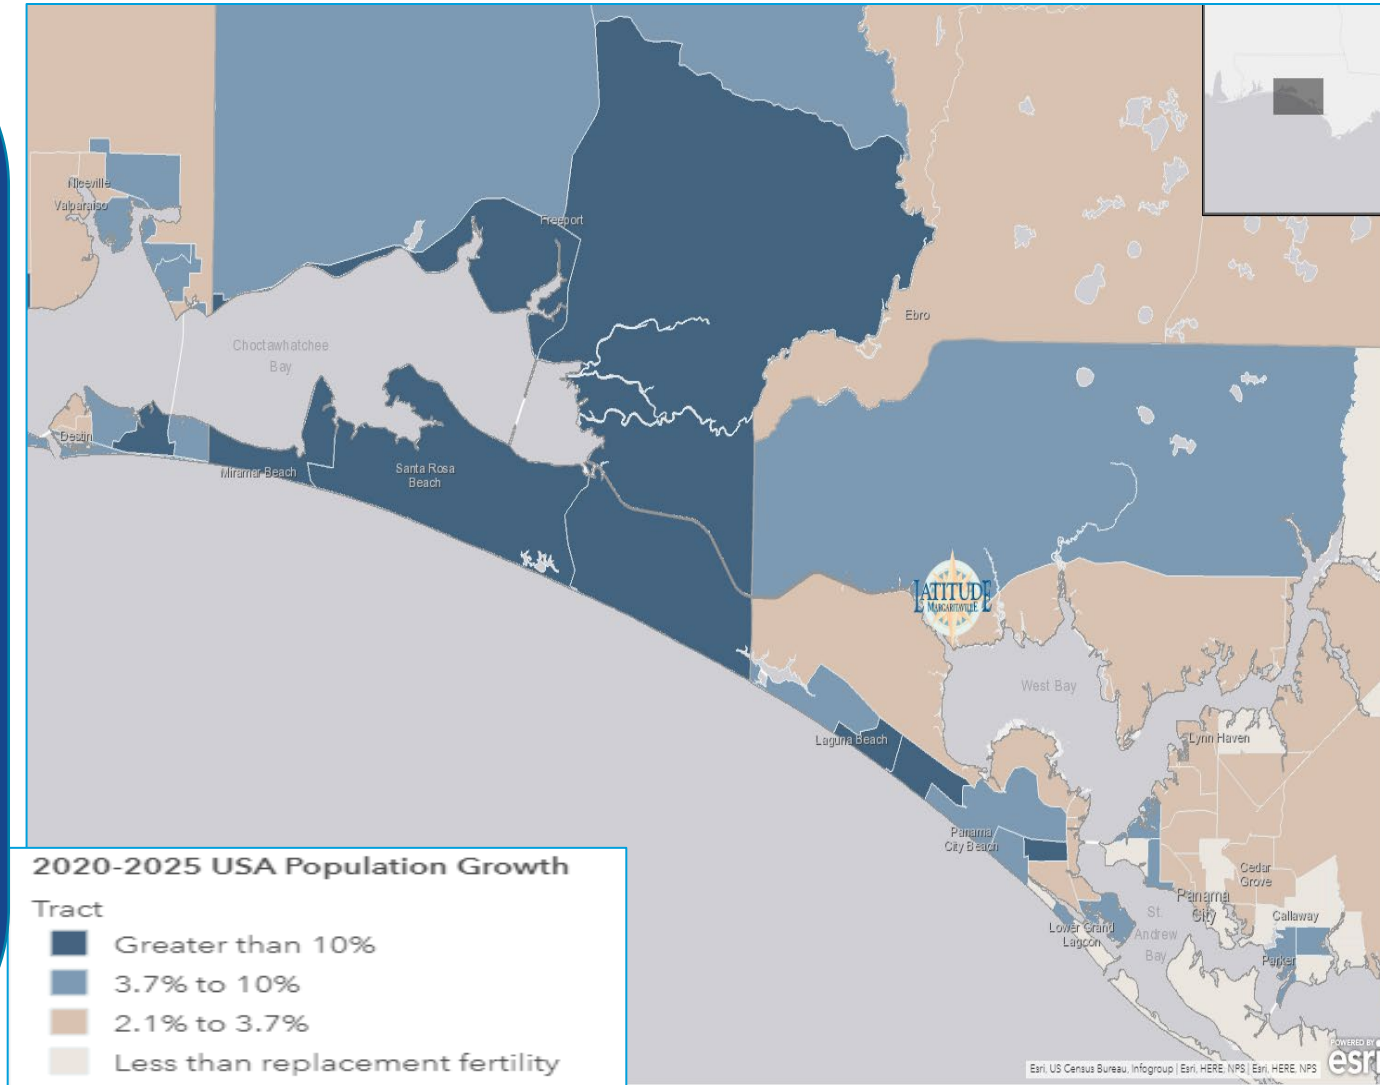 Niceville
Valparaiso
Freeport
Ebro
Choctawhatchee
Bay
Destin
Miramar Beach
Santa Rosa
Beach
LATITUDE
MARGARITAVILLE
West Bay
Laguna Beach
Lynn Haven
Panama
City Beach
Cedar
Grove
Panama
City
St.
Andrew
Bay
Callaway
Lower Grand
Lagoon
Parker
2020-2025 USA Population Growth
Tract
Greater than 10%
3.7% to 10%
2.1% to 3.7%
Less than replacement fertility
POWERED BY
esri
Esri, US Census Bureau, Infogroup | Esri, HERE, NPS | Esri, HERE, NPS